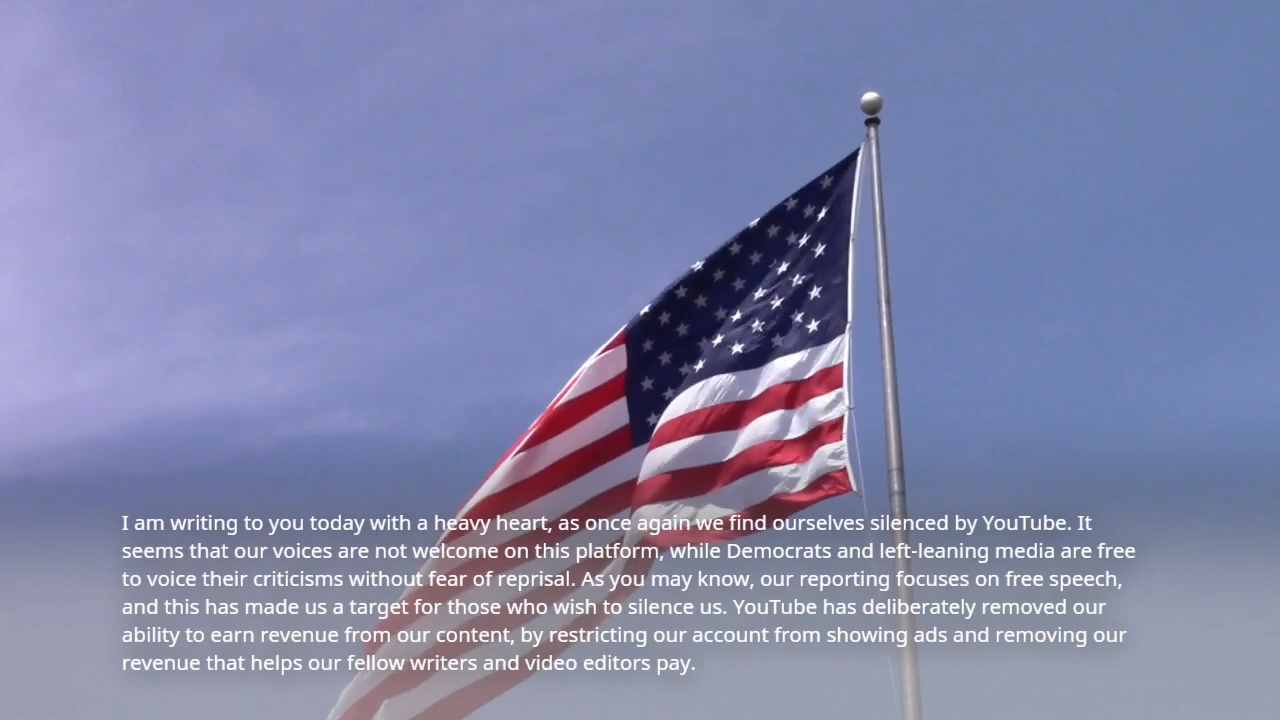 I am writing to you today with a heavy heart, as once again we find ourselves silenced by YouTube. It
seems that our voices are not welcome on this platform, while Democrats and left-leaning media are free
to voice their criticisms without fear of reprisal. As you may know, our reporting focuses on free speech,
and this has made us a target for those who wish to silence us. YouTube has deliberately removed our
ability to earn revenue from our content, by restricting our account from showing ads and removing our
revenue that helps our fellow writers and video editors pay.